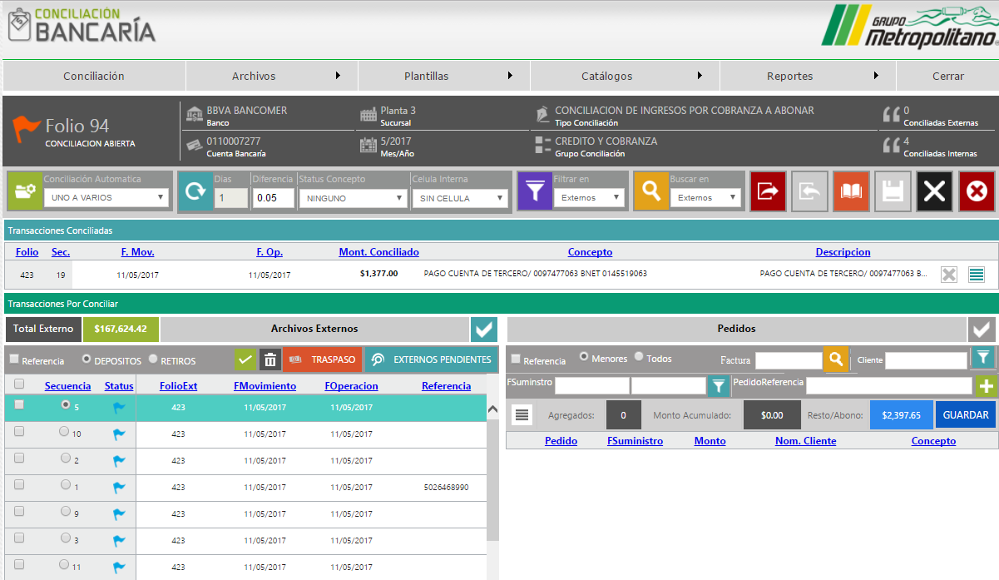 CONCILIACIÓN
BANCARÍA
GRUPO
metropolitano
Conciliación Archivos Plantillas Catálogos Reportes Cerrar
Folio 94
CONCILIACION ABIERTA
BBVA BANCOMER
Banco
Planta 3
Sucursal
CONCILIACION DE INGRESOS POR COBRANZA A ABONAR
Tipo Conciliación
0
Conciliadas Externas
0110007277
Cuenta Bancaría
5/2017
Mes/Año
CREDITO Y COBRANZA
Grupo Conciliación
4
Conciliadas Internas
Conciliación Automatica
UNO A VARIOS
Dias
1
Diferencia
0.05
Status Concepto
NINGUNO
Celula Interna
SIN CELULA
Filtrar en
Externos
Buscar en
Externos
Transacciones Conciliadas
Folio Sec. F. Mov. F. Op. Mont. Conciliado Concepto Descripcion
423 19 11/05/2017 11/05/2017 $1,377.00 PAGO CUENTA DE TERCERO/ 0097477063 BNET 0145519063 PAGO CUENTA DE TERCERO/ 0097477063 B...
Transacciones Por Conciliar
Total Externo $167,624.42 Archivos Externos
Referencia DEPOSITOS RETIROS TRASPASO EXTERNOS PENDIENTES
Secuencia Status FolioExt FMovimiento FOperacion Referencia
5 423 11/05/2017 11/05/2017
10 423 11/05/2017 11/05/2017
2 423 11/05/2017 11/05/2017
1 423 11/05/2017 11/05/2017 5026468990
9 423 11/05/2017 11/05/2017
3 423 11/05/2017 11/05/2017
11 423 11/05/2017 11/05/2017
Pedidos
Referencia Menores Todos Factura Cliente
FSuminstro PedidoReferencia
Agregados: 0 Monto Acumulado: $0.00 Resto/Abono: $2,397.65 GUARDAR
Pedido FSuministro Monto Nom. Cliente Concepto